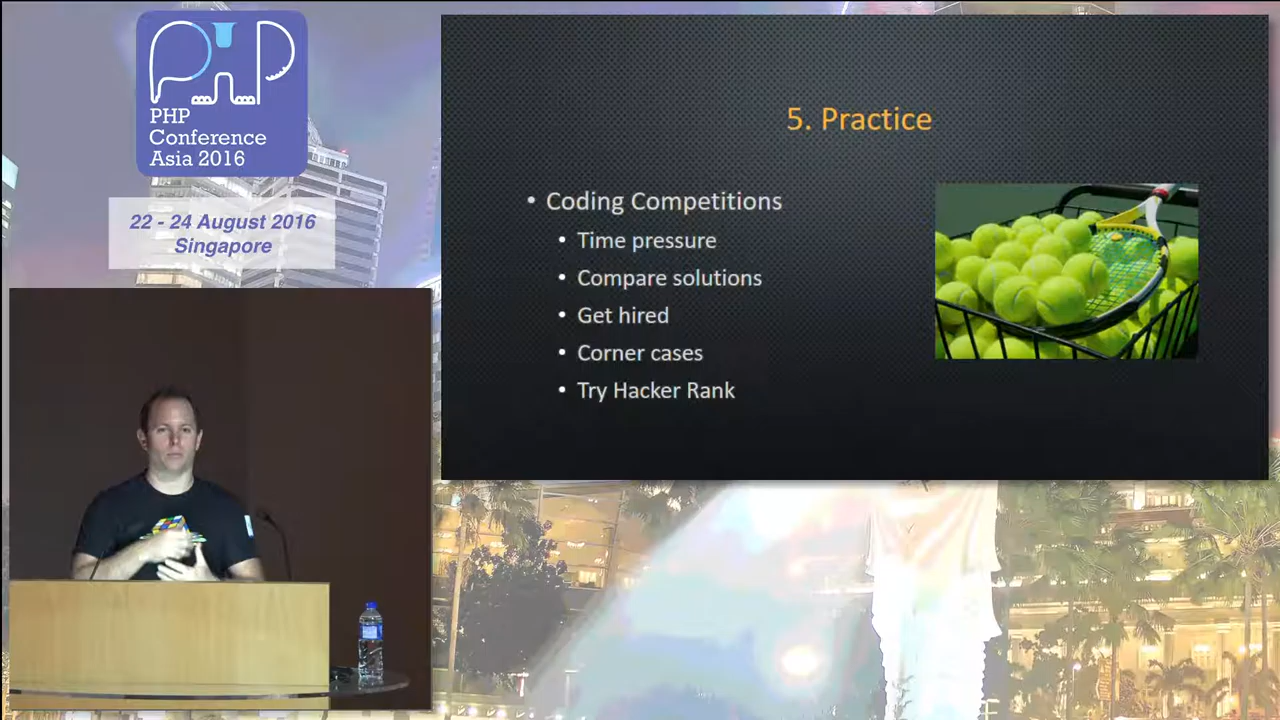 PHP
Conference
Asia 2016
22 - 24 August 2016
Singapore
5. Practice
• Coding Competitions
• Time pressure
• Compare solutions
• Get hired
• Corner cases
• Try Hacker Rank